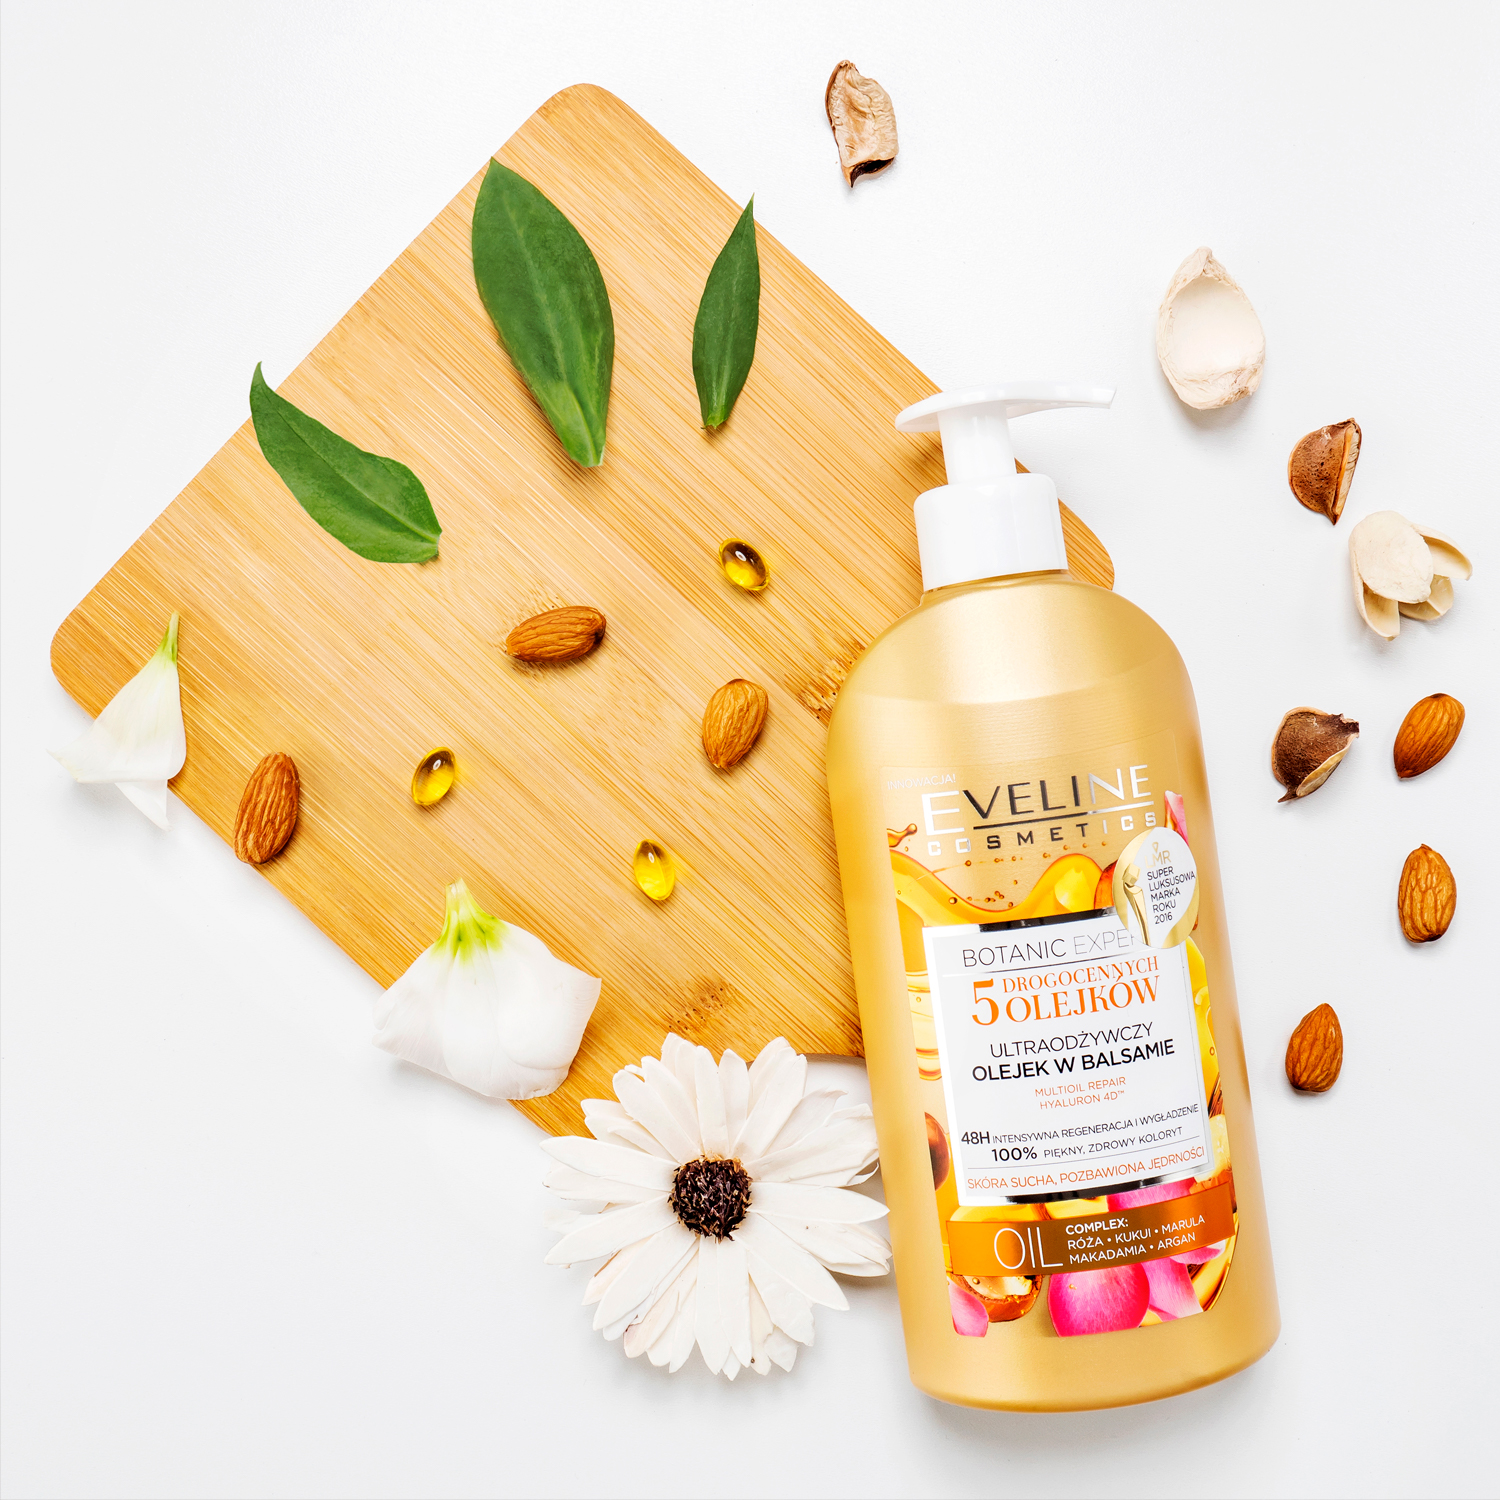 INNOWACJA!
EVELINE
COSMETICS
MR
SUPER
LUKSUSOWA
MARKA
ROKU
2016
BOTANIC EXPE
5 DROGOCENNYCH
OLEJKÓW
ULTRAODŻYWCZY
OLEJEK W BALSAMIE
MULTIOIL REPAIR
HYALURON 4D™
48H INTENSYWNA REGENERACJA I WYGŁADZENIE
100% PIĘKNY, ZDROWY KOLORYT
SKÓRA SUCHA, POZBAWIONA JĘDRNOŚCI
OIL COMPLEX:
RÓŻA • KUKUI • MARULA
MAKADAMIA • ARGAN